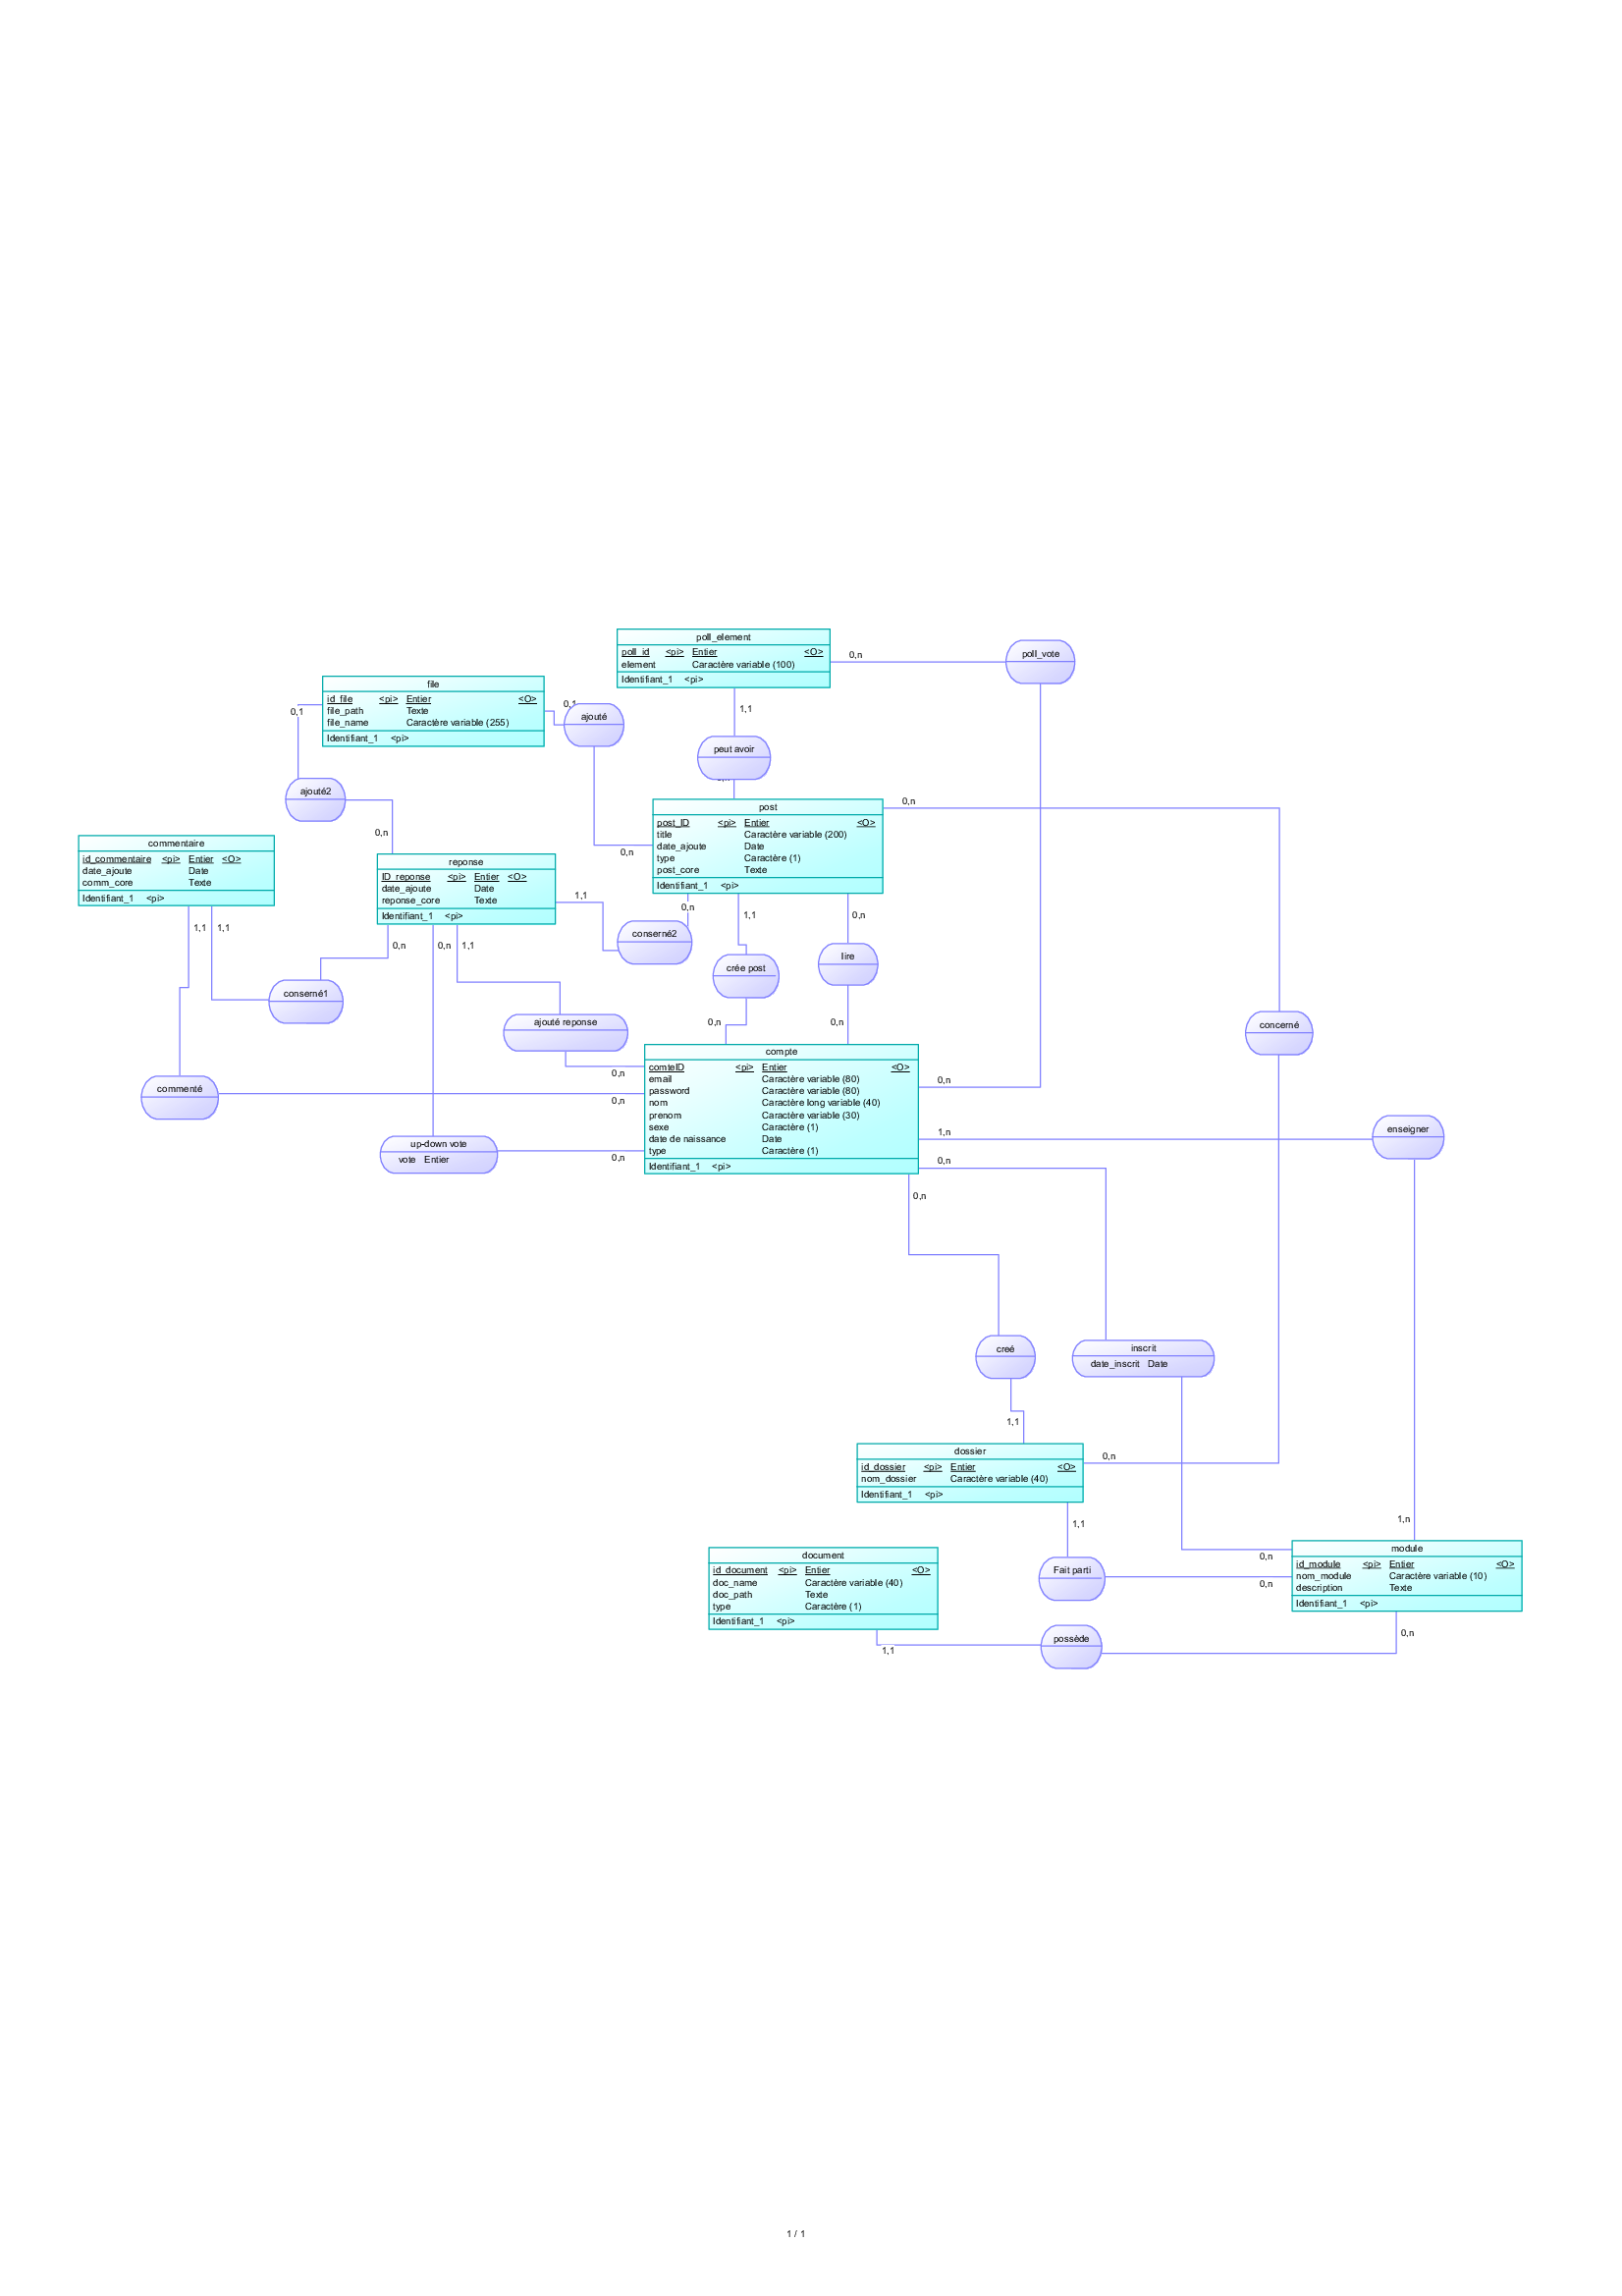 poll_element
poll_id <pi> Entier <O>
element Caractère variable (100)
Identifiant_1 <pi>
0,n
poll_vote
file
id_file <pi> Entier <O>
file_path Texte
file_name Caractère variable (255)
Identifiant_1 <pi>
0,1
0,1
ajouté
1,1
peut avoir
ajouté2
0,n
0,n
post
post_ID <pi> Entier <O>
title Caractère variable (200)
date_ajoute Date
type Caractère (1)
post_core Texte
Identifiant_1 <pi>
0,n
commentaire
id_commentaire <pi> Entier <O>
date_ajoute Date
comm_core Texte
Identifiant_1 <pi>
reponse
ID_reponse <pi> Entier <O>
date_ajoute Date
reponse_core Texte
Identifiant_1 <pi>
1,1
0,n
1,1
0,n
1,1
1,1
0,n
0,n
1,1
conserné2
crée post
lire
conserné1
ajouté reponse
0,n
0,n
concerné
compte
comteID <pi> Entier <O>
email Caractère variable (80)
password Caractère variable (80)
nom Caractère long variable (40)
prenom Caractère variable (30)
sexe Caractère (1)
date de naissance Date
type Caractère (1)
Identifiant_1 <pi>
0,n
0,n
commenté
0,n
1,n
enseigner
up-down vote
vote Entier
0,n
0,n
0,n
creé
inscrit
date_inscrit Date
1,1
dossier
id_dossier <pi> Entier <O>
nom_dossier Caractère variable (40)
Identifiant_1 <pi>
0,n
1,1
1,n
0,n
module
id_module <pi> Entier <O>
nom_module Caractère variable (10)
description Texte
Identifiant_1 <pi>
document
id_document <pi> Entier <O>
doc_name Caractère variable (40)
doc_path Texte
type Caractère (1)
Identifiant_1 <pi>
Fait parti
0,n
0,n
1,1
possède
1 / 1